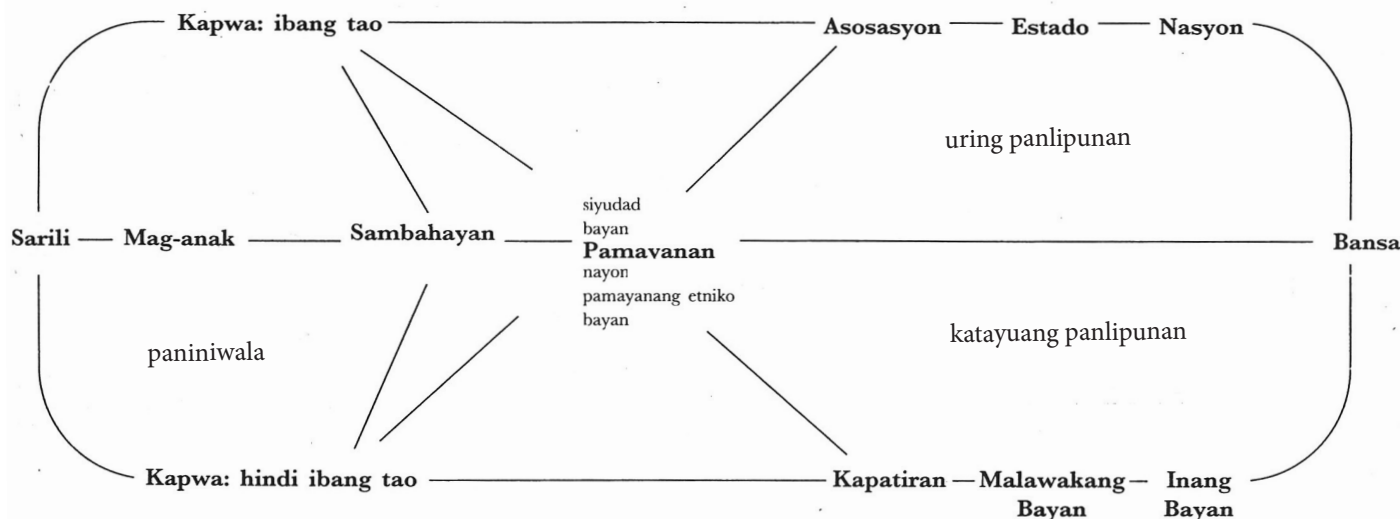 Kapwa: ibang tao
Asosasyon Estado Nasyon
uring panlipunan
siyudad
bayan
Sarili Mag-anak Sambahayan Pamavanan Bansa
nayon
pamayanang etniko
bayan
paniniwala
katayuang panlipunan
Kapwa: hindi ibang tao
Kapatiran Malawakang Inang
Bayan Bayan